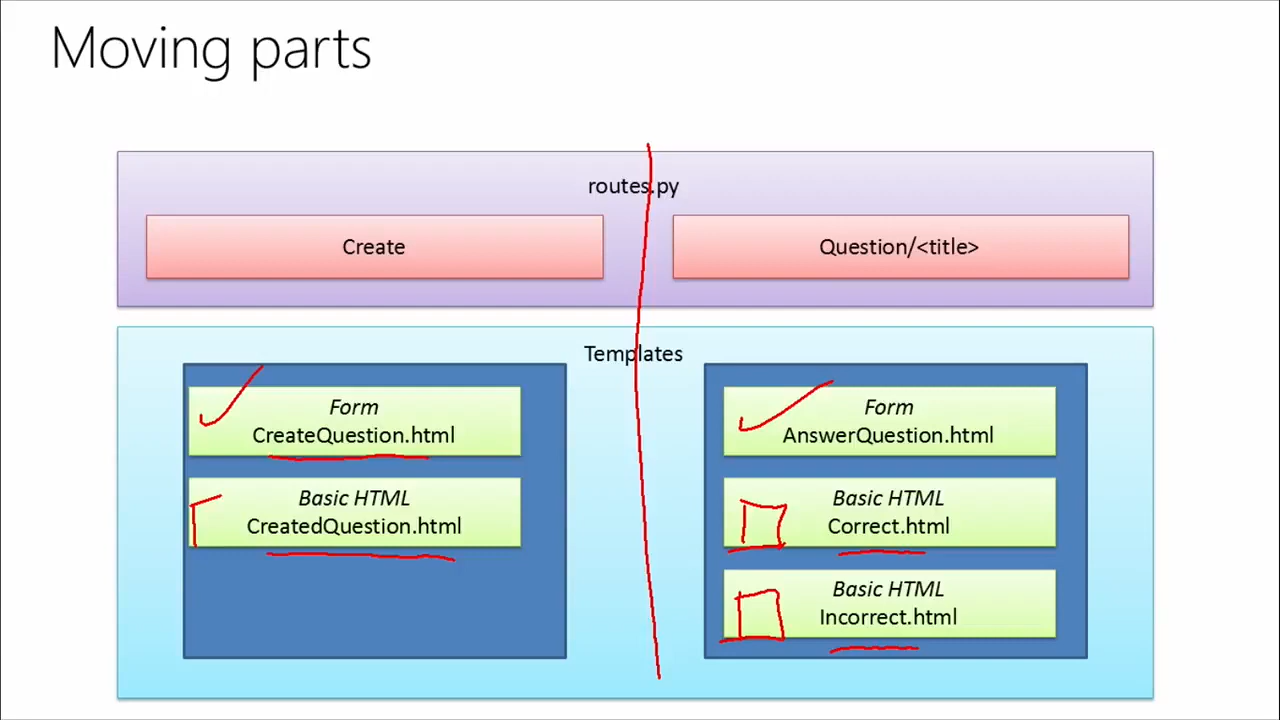 Moving parts
routes.py
Create
Question/<title>
Templates
Form
CreateQuestion.html
Basic HTML
CreatedQuestion.html
Form
AnswerQuestion.html
Basic HTML
Correct.html
Basic HTML
Incorrect.html